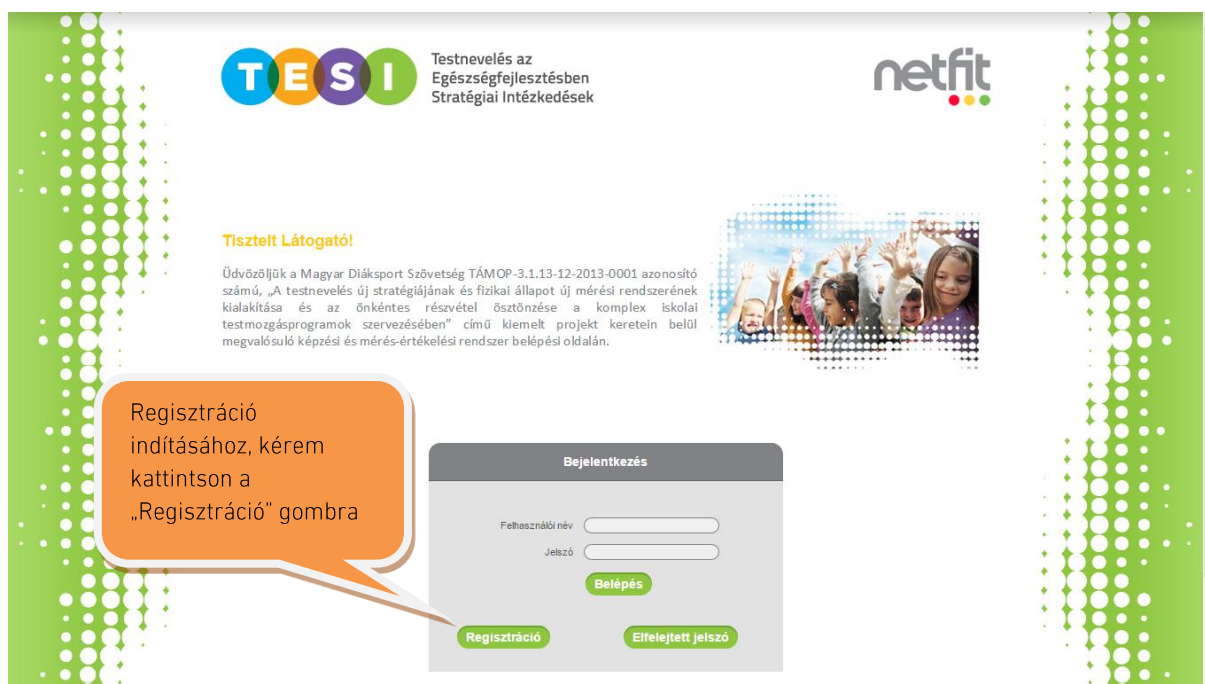 TESI
Testnevelés az
Egészségfejlesztésben
Stratégiai Intézkedések
netfit
Tisztelt Látogató!
Üdvözöljük a Magyar Diáksport Szövetség TÁMOP-3.1.13-12-2013-0001 azonosító
számú, „A testnevelés új stratégiájának és fizikai állapot új mérési rendszerének
kialakítása és az önkéntes részvétel ösztönzése a komplex iskolai
testmozgásprogramok szervezésében” című kiemelt projekt keretein belül
megvalósuló képzési és mérés-értékelési rendszer belépési oldalán.
Regisztráció
indításához, kérem
kattintson a
„Regisztráció” gombra
Bejelentkezés
Felhasználói név
Jelszó
Belépés
Regisztráció
Elfelejtett jelszó